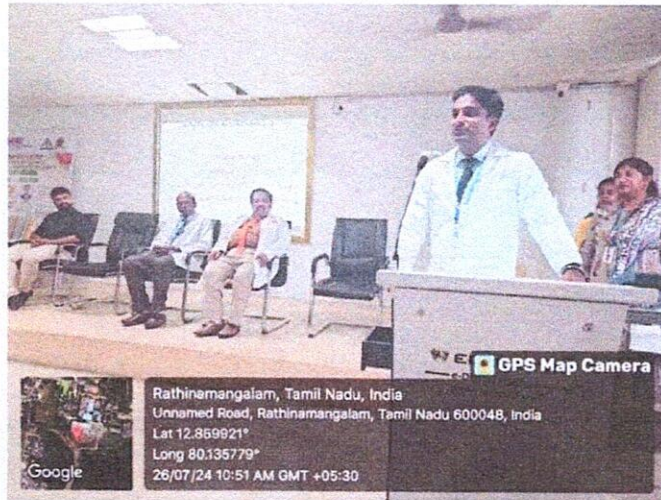 GPS Map Camera
Rathinamangalam, Tamil Nadu, India
Unnamed Road, Rathinamangalam, Tamil Nadu 600048, India
Lat 12.869921°
Long 80.135779°
26/07/24 10:51 AM GMT +05:30
Google